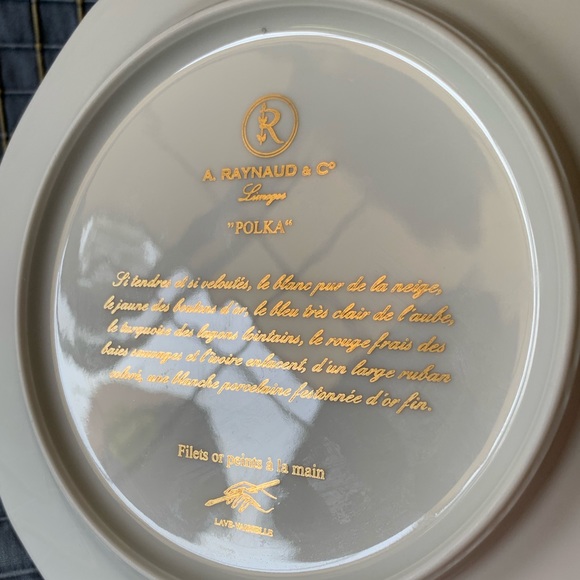 R
A. RAYNAUD & Cº
Limoges
"POLKA"
Si tendres et si veloutés, le blanc pur de la neige,
le jaune des boutons d'or, le bleu très clair de l'aube,
le turquoise des lagons lointains, le rouge frais des
baies sauvages et l'ivoire enlacent, d'un large ruban
coloré, une blanche porcelaine festonnée d'or fin.
Filets or peints à la main
LAVE-VAISSELLE